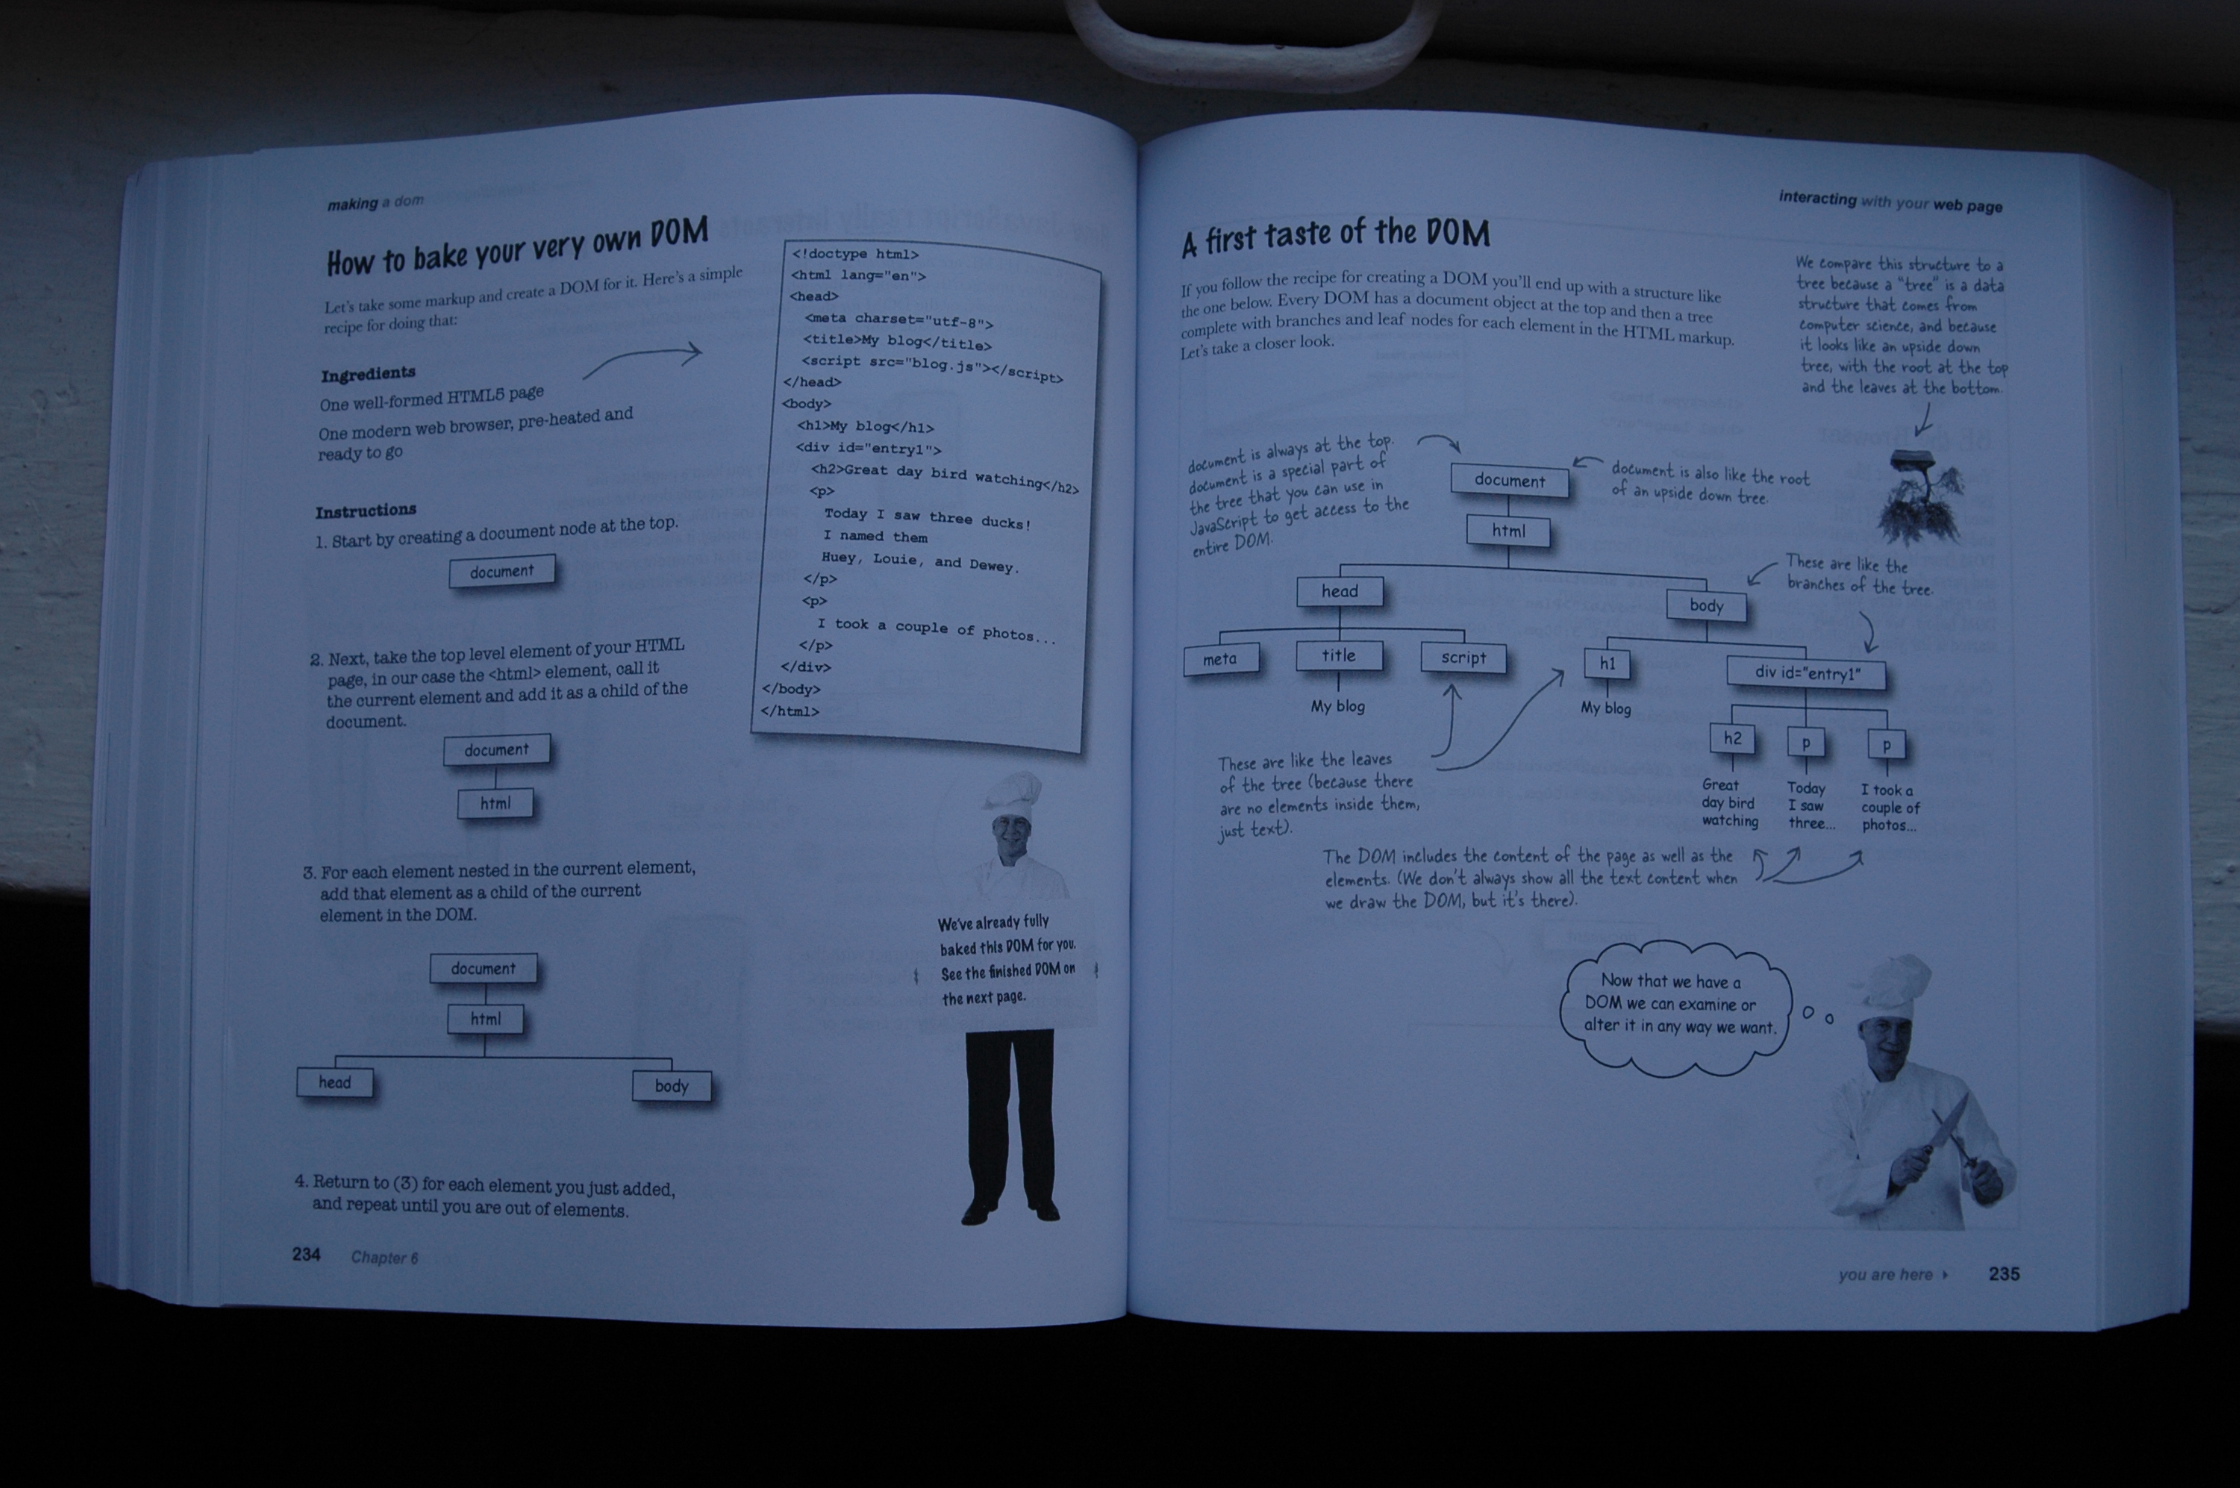 making a dom
How to bake your very own DOM
Let's take some markup and create a DOM for it. Here's a simple
recipe for doing that:
Ingredients
One well-formed HTML5 page
One modern web browser, pre-heated and
ready to go
Instructions
1. Start by creating a document node at the top.
document
2. Next, take the top level element of your HTML
page, in our case the <html> element, call it
the current element and add it as a child of the
document.
document
html
3. For each element nested in the current element,
add that element as a child of the current
element in the DOM.
document
html
head
body
4. Return to (3) for each element you just added,
and repeat until you are out of elements.
<!doctype html>
<html lang="en">
<head>
<meta charset="utf-8">
<title>My blog</title>
<script src="blog.js"></script>
</head>
<body>
<h1>My blog</h1>
<div id="entry1">
<h2>Great day bird watching</h2>
<p>
Today I saw three ducks!
I named them
Huey, Louie, and Dewey.
</p>
<p>
I took a couple of photos...
</p>
</div>
</body>
</html>
We've already fully
baked this DOM for you.
See the finished DOM on
the next page.
234 Chapter 6
interacting with your web page
A first taste of the DOM
If you follow the recipe for creating a DOM you'll end up with a structure like
the one below. Every DOM has a document object at the top and then a tree
complete with branches and leaf nodes for each element in the HTML markup.
Let's take a closer look.
We compare this structure to a
tree because a "tree" is a data
structure that comes from
computer science, and because
it looks like an upside down
tree, with the root at the top
and the leaves at the bottom.
document is always at the top.
document is a special part of
the tree that you can use in
JavaScript to get access to the
entire DOM.
document
document is also like the root
of an upside down tree.
html
These are like the
branches of the tree.
head
body
meta
title
script
h1
div id="entry1"
My blog
My blog
h2
p
p
Great
day bird
watching
Today
I saw
three...
I took a
couple of
photos...
These are like the leaves
of the tree (because there
are no elements inside them,
just text).
The DOM includes the content of the page as well as the
elements. (We don't always show all the text content when
we draw the DOM, but it's there).
Now that we have a
DOM we can examine or
alter it in any way we want.
you are here 235